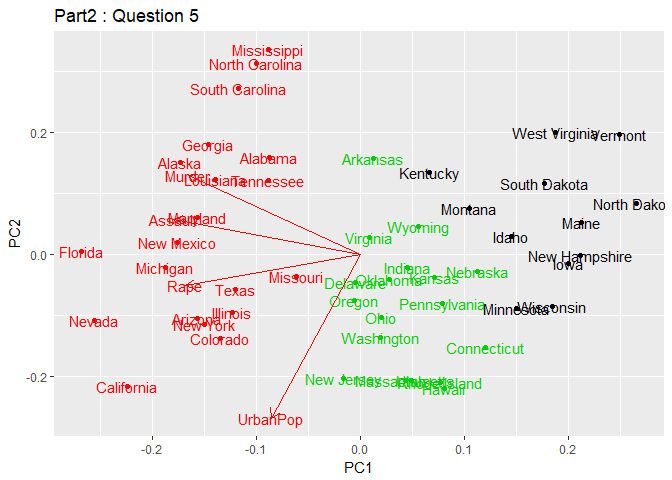 Part2 : Question 5
Mississippi
North Carolina
South Carolina
Georgia
Alaska
Alabama
Arkansas
Murder
Louisiana
Tennessee
Kentucky
West Virginia
Vermont
South Dakota
North Dako
Montana
Maine
Assault
Maryland
Wyoming
Virginia
Idaho
New Mexico
Florida
Michigan
Missouri
Rape
Texas
Indiana
Delaware
Oklahoma
Kansas
Nebraska
New Hampshire
Iowa
Oregon
Pennsylvania
Minnesota
Wisconsin
Nevada
Arizona
Illinois
New York
Colorado
Ohio
Washington
Connecticut
California
New Jersey
Massachusetts
Rhode Island
Hawaii
UrbanPop
0.2
0.0
-0.2
PC2
-0.2
-0.1
0.0
0.1
0.2
PC1